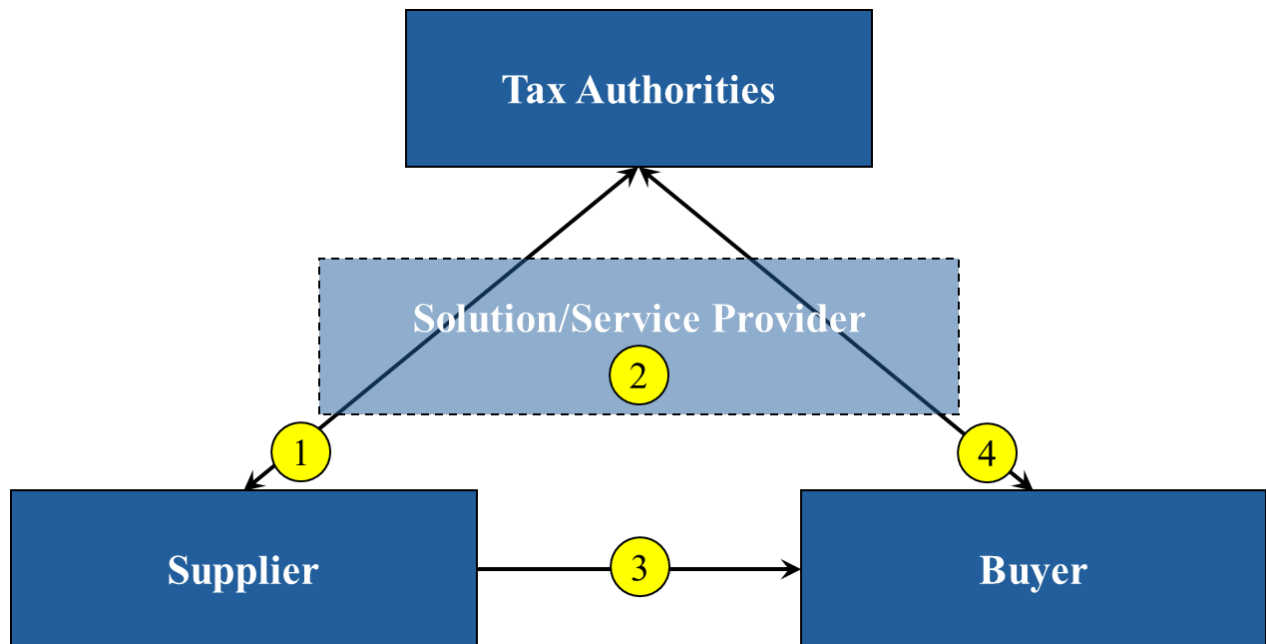 Tax Authorities
Solution/Service Provider
2
1
4
Supplier
3
Buyer